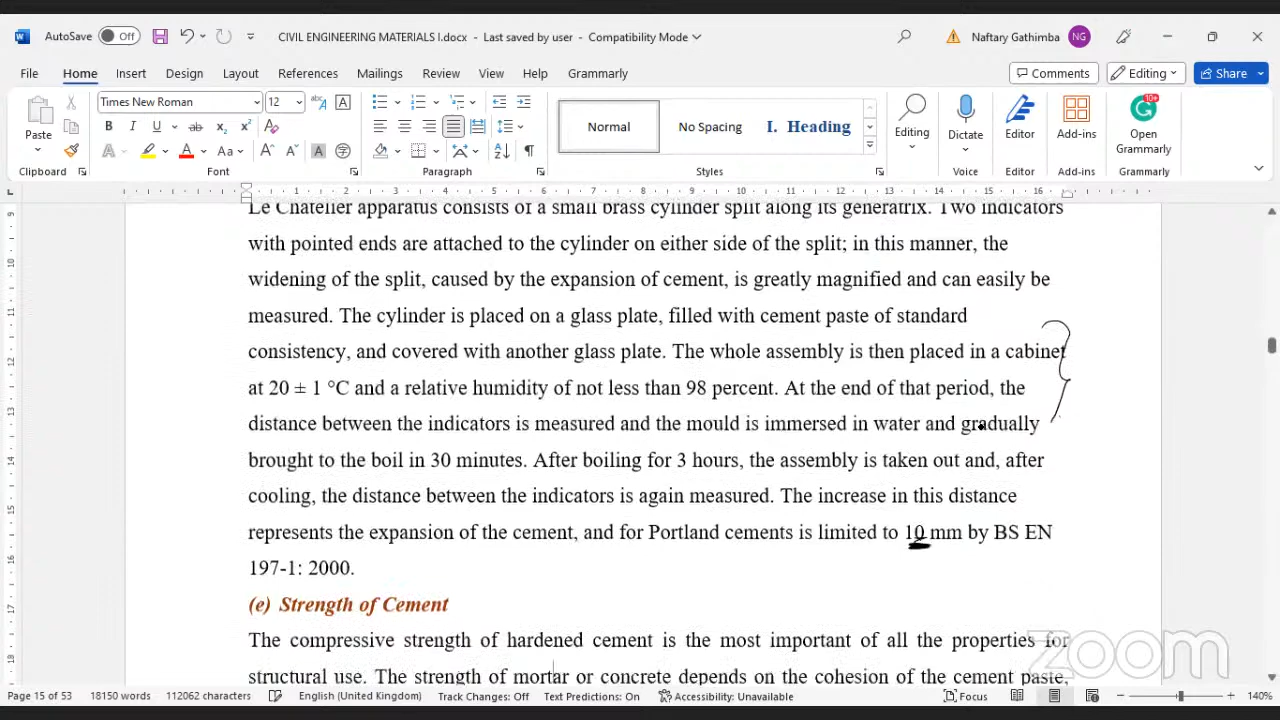 AutoSave Off CIVIL ENGINEERING MATERIALS I.docx - Last saved by user - Compatibility Mode Naftary Gathimba NG
File Home Insert Design Layout References Mailings Review View Help Grammarly Comments Editing Share
Times New Roman 12 Normal No Spacing I. Heading
Paste Editing Dictate Editor Add-ins Open Grammarly
Clipboard Font Paragraph Styles Voice Editor Add-ins Grammarly
Le Chatelier apparatus consists of a small brass cylinder split along its generatrix. Two indicators
with pointed ends are attached to the cylinder on either side of the split; in this manner, the
widening of the split, caused by the expansion of cement, is greatly magnified and can easily be
measured. The cylinder is placed on a glass plate, filled with cement paste of standard
consistency, and covered with another glass plate. The whole assembly is then placed in a cabinet
at 20 ± 1 °C and a relative humidity of not less than 98 percent. At the end of that period, the
distance between the indicators is measured and the mould is immersed in water and gradually
brought to the boil in 30 minutes. After boiling for 3 hours, the assembly is taken out and, after
cooling, the distance between the indicators is again measured. The increase in this distance
represents the expansion of the cement, and for Portland cements is limited to 10 mm by BS EN
197-1: 2000.
(e) Strength of Cement
The compressive strength of hardened cement is the most important of all the properties for
structural use. The strength of mortar or concrete depends on the cohesion of the cement paste,
zoom
Page 15 of 53 18150 words 112062 characters English (United Kingdom) Track Changes: Off Text Predictions: On Accessibility: Unavailable Focus 140%